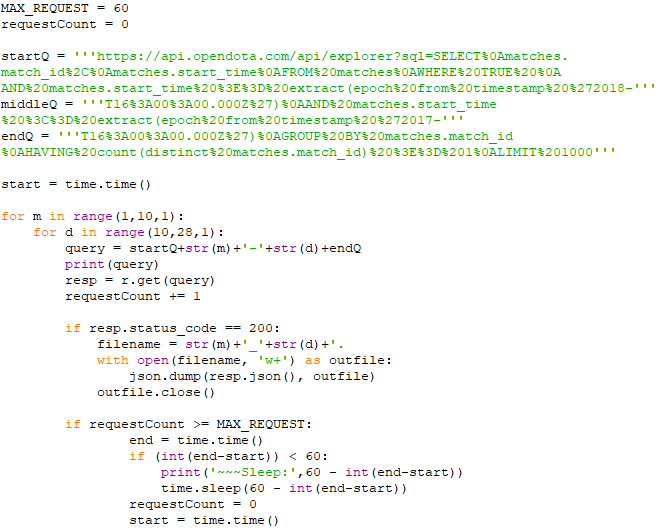 MAX_REQUEST = 60
requestCount = 0

startQ = '''https://api.opendota.com/api/explorer?sql=SELECT%0Amatches.
match_id%2C%0Amatches.start_time%0AFROM%20matches%0AWHERE%20TRUE%20%0A
AND%20matches.start_time%20%3E%3D%20extract(epoch%20from%20timestamp%20%272018-'''
middleQ = '''T16%3A00%3A00.000Z%27)%0AAND%20matches.start_time
%20%3C%3D%20extract(epoch%20from%20timestamp%20%272017-'''
endQ = '''T16%3A00%3A00.000Z%27)%0AGROUP%20BY%20matches.match_id
%0AHAVING%20count(distinct%20matches.match_id)%20%3E%3D%201%0ALIMIT%201000'''

start = time.time()

for m in range(1,10,1):
    for d in range(10,28,1):
        query = startQ+str(m)+'-'+str(d)+endQ
        print(query)
        resp = r.get(query)
        requestCount += 1

        if resp.status_code == 200:
            filename = str(m)+'_'+str(d)+'.
            with open(filename, 'w+') as outfile:
                json.dump(resp.json(), outfile)
            outfile.close()

        if requestCount >= MAX_REQUEST:
                end = time.time()
                if (int(end-start)) < 60:
                    print('~~~Sleep:',60 - int(end-start))
                    time.sleep(60 - int(end-start))
                requestCount = 0
                start = time.time()